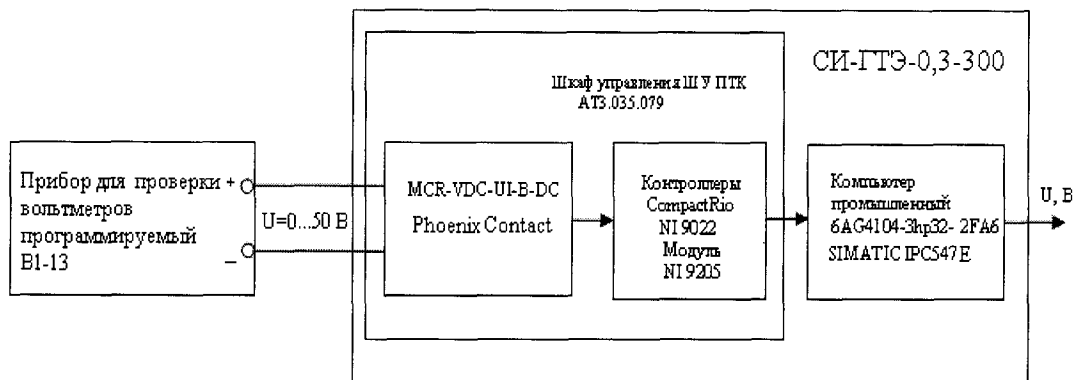 СИ-ГТЭ-0,3-300
Шкаф управления ШУ ПТК
АТ3.035.079
Прибор для проверки +
вольтметров
программируемый
В1-13 –
U=0...50 В
MCR-VDC-UI-B-DC
Phoenix Contact
Контроллеры
CompactRio
NI 9022
Модуль
NI 9205
Компьютер
промышленный
6AG4104-3hp32- 2FA6
SIMATIC IPC547E
U, В